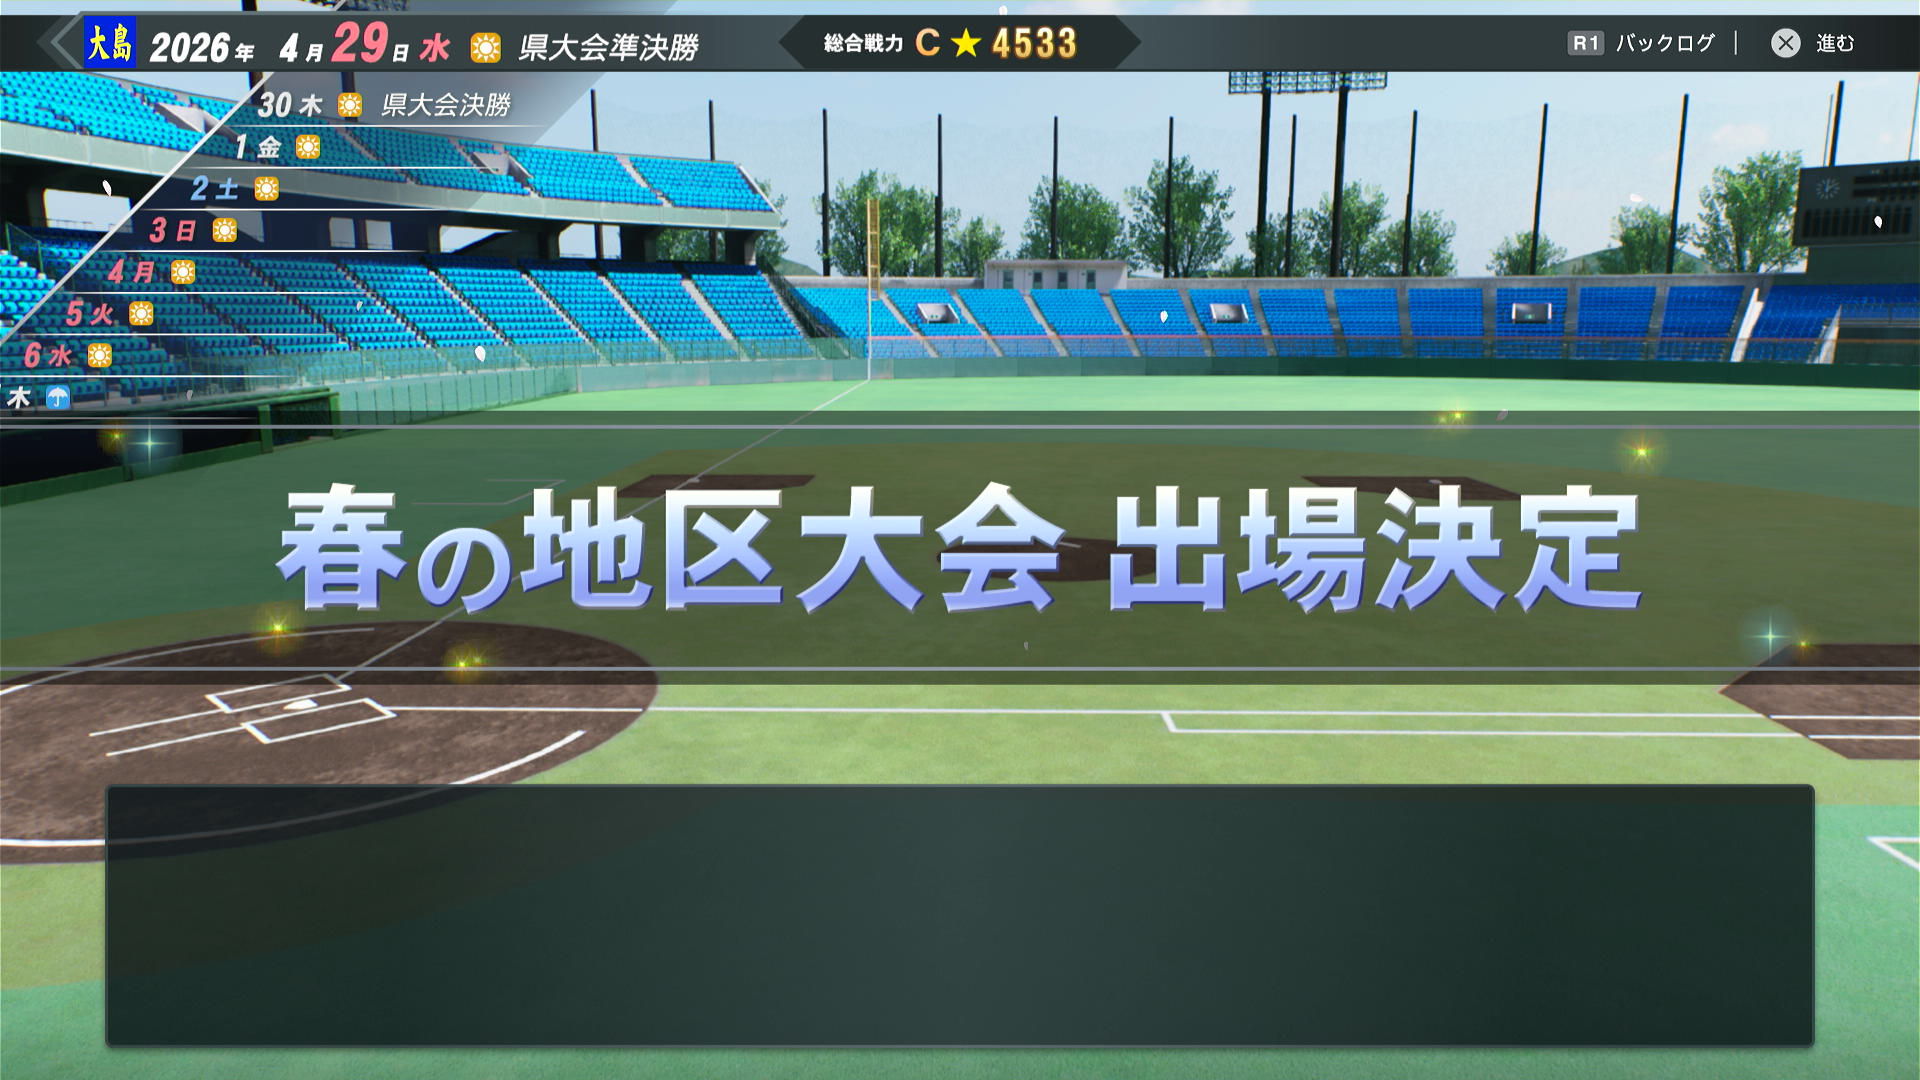 大島 2026年 4月29日 水 県大会準決勝 総合戦力 C ★ 4533 R1 バックログ | ⓧ 進む
30 木 県大会決勝
1 金
2 土
3 日
4 月
5 火
6 水
木
春の地区大会 出場決定